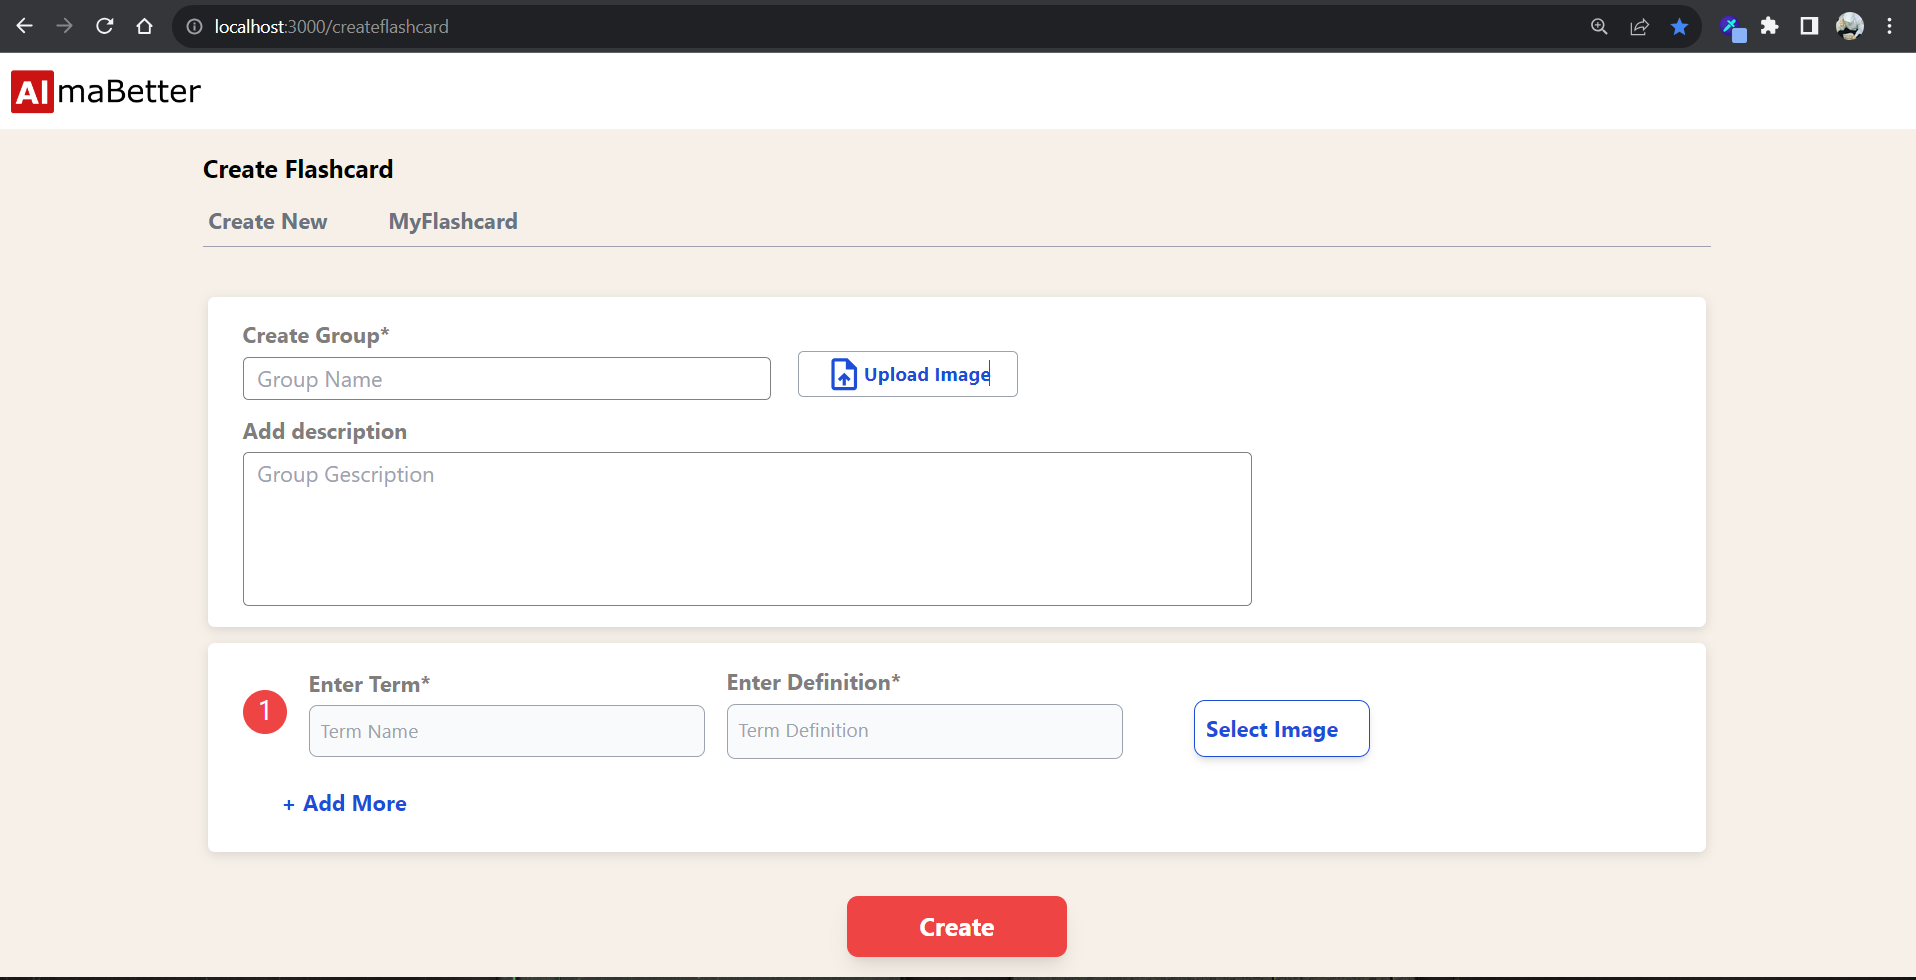 localhost:3000/createflashcard
AlmaBetter
Create Flashcard
Create New MyFlashcard
Create Group*
Group Name
Upload Image
Add description
Group Gescription
Enter Term* Enter Definition*
1 Term Name Term Definition Select Image
+ Add More
Create